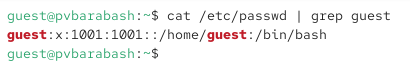 guest@pvbarabash:~$ cat /etc/passwd | grep guest
guest:x:1001:1001::/home/guest:/bin/bash
guest@pvbarabash:~$